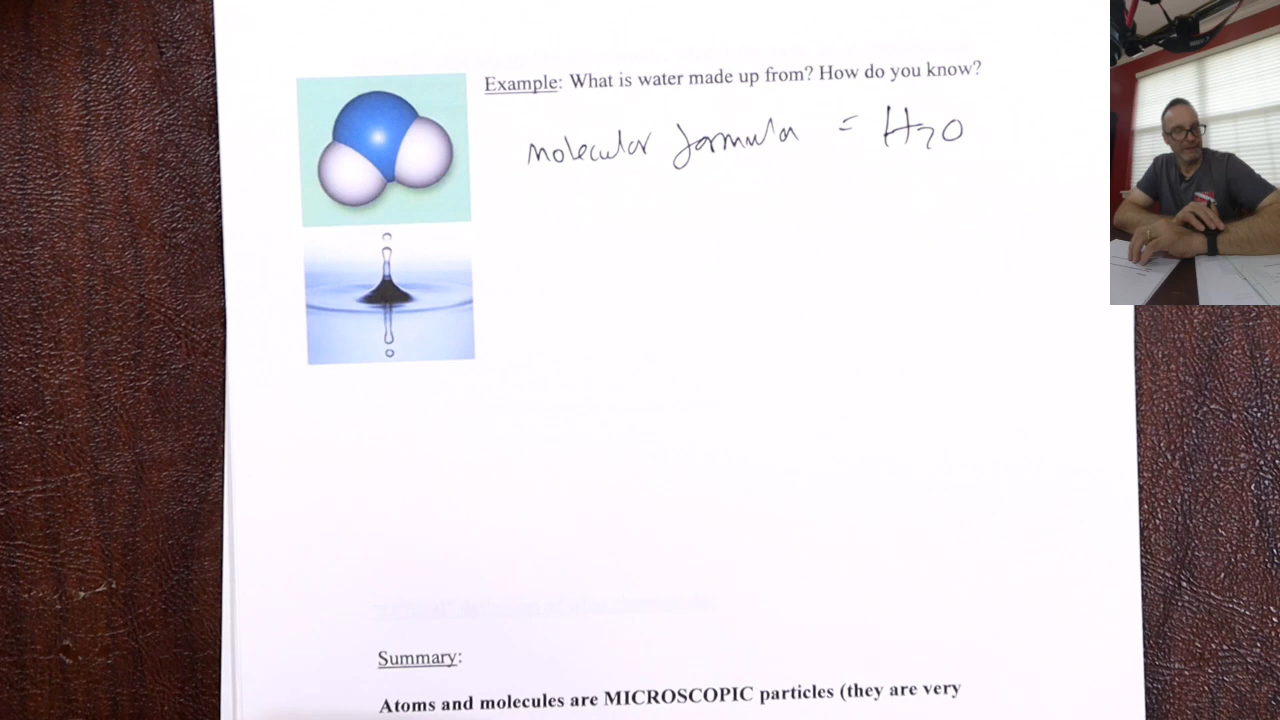 Example: What is water made up from? How do you know?
molecular formula = H₂O
Summary:
Atoms and molecules are MICROSCOPIC particles (they are very